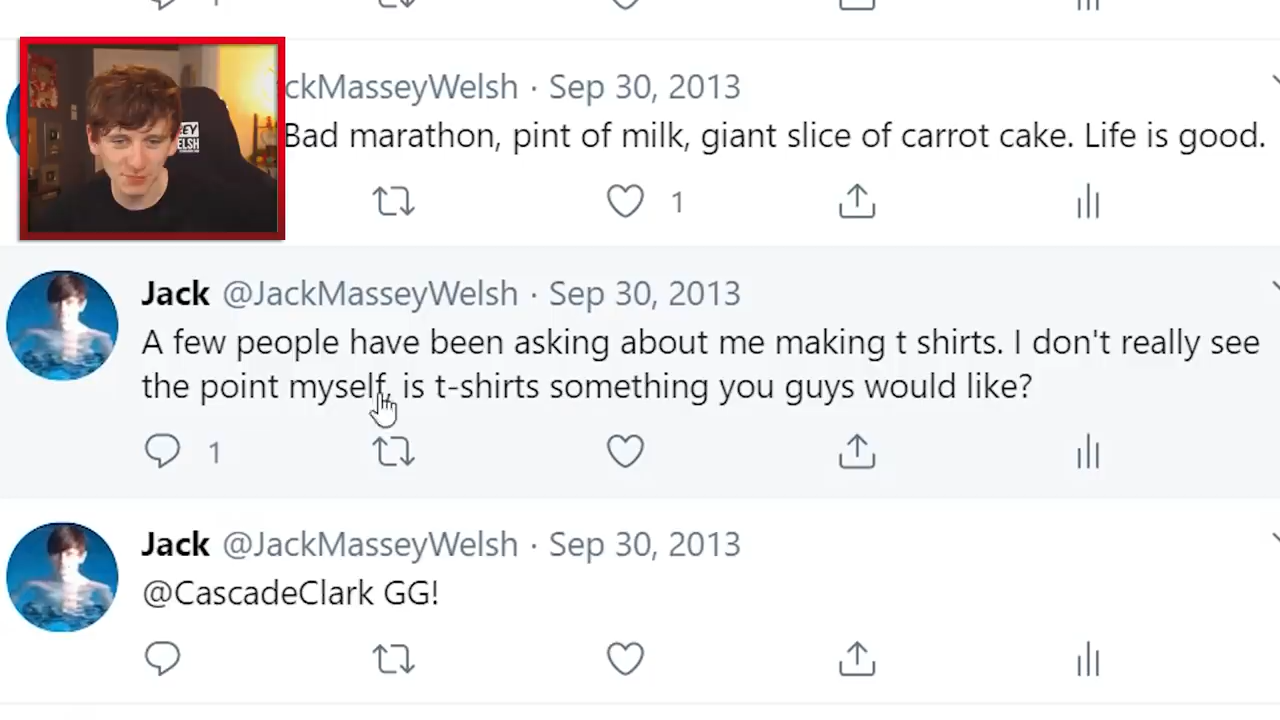 1
ckMasseyWelsh · Sep 30, 2013
Bad marathon, pint of milk, giant slice of carrot cake. Life is good.
1
Jack @JackMasseyWelsh · Sep 30, 2013
A few people have been asking about me making t shirts. I don't really see
the point myself, is t-shirts something you guys would like?
1
Jack @JackMasseyWelsh · Sep 30, 2013
@CascadeClark GG!